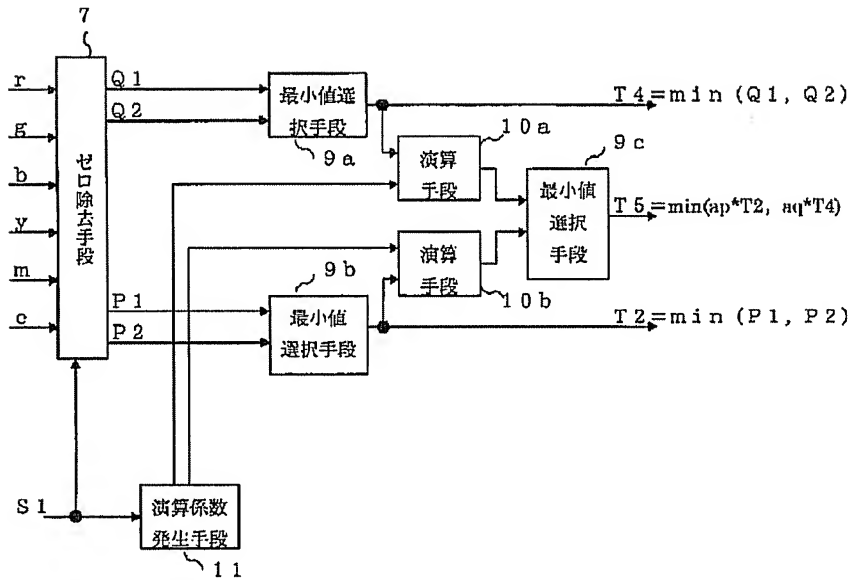 7
r
g
b
y
m
c
ゼロ除去手段
Q1
Q2
P1
P2
最小値選
択手段
9a
T4=min (Q1, Q2)
10a
演算
手段
9c
最小値
選択
手段
T5=min(ap*T2, aq*T4)
演算
手段
10b
9b
最小値
選択手段
T2=min (P1, P2)
S1
演算係数
発生手段
11